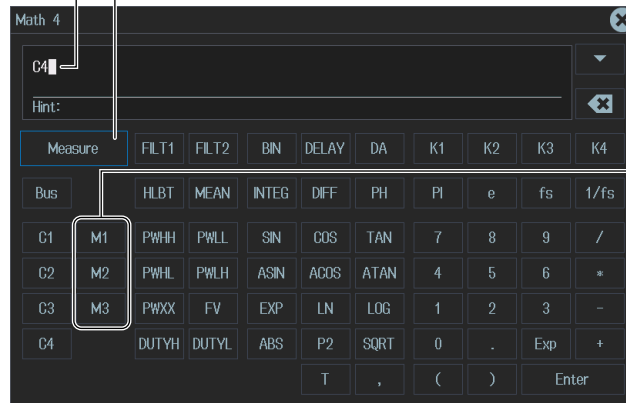 Math 4
C4
Hint:
Measure FILT1 FILT2 BIN DELAY DA K1 K2 K3 K4
Bus HLBT MEAN INTEG DIFF PH PI e fs 1/fs
C1 M1 PWHH PWLL SIN COS TAN 7 8 9 /
C2 M2 PWHL PWLH ASIN ACOS ATAN 4 5 6 *
C3 M3 PWXX FV EXP LN LOG 1 2 3 -
C4 DUTYH DUTYL ABS P2 SQRT 0 . Exp +
T , ( ) Enter